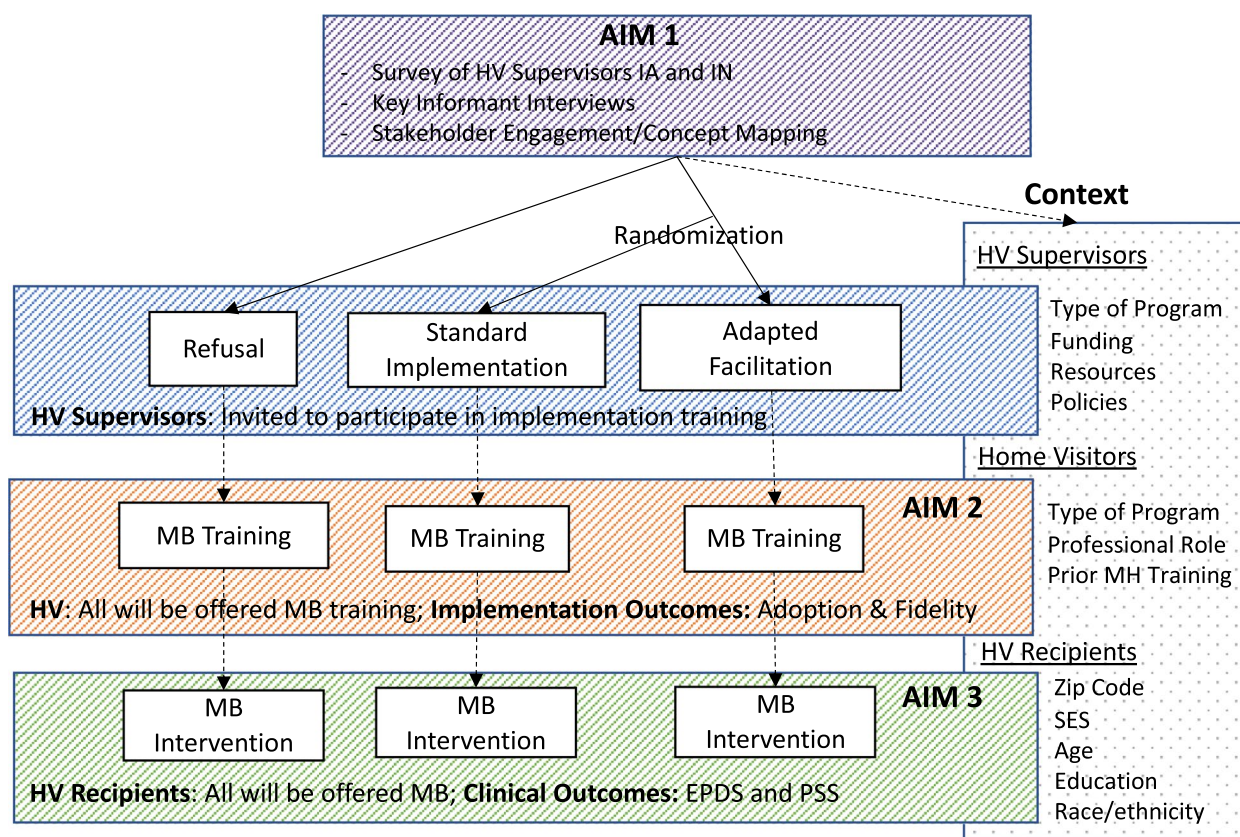 AIM 1
- Survey of HV Supervisors IA and IN
- Key Informant Interviews
- Stakeholder Engagement/Concept Mapping
Context
Randomization
HV Supervisors
Type of Program
Funding
Resources
Policies
Refusal
Standard
Implementation
Adapted
Facilitation
HV Supervisors: Invited to participate in implementation training
Home Visitors
Type of Program
Professional Role
Prior MH Training
AIM 2
MB Training
MB Training
MB Training
HV: All will be offered MB training; Implementation Outcomes: Adoption & Fidelity
HV Recipients
Zip Code
SES
Age
Education
Race/ethnicity
AIM 3
MB
Intervention
MB
Intervention
MB
Intervention
HV Recipients: All will be offered MB; Clinical Outcomes: EPDS and PSS